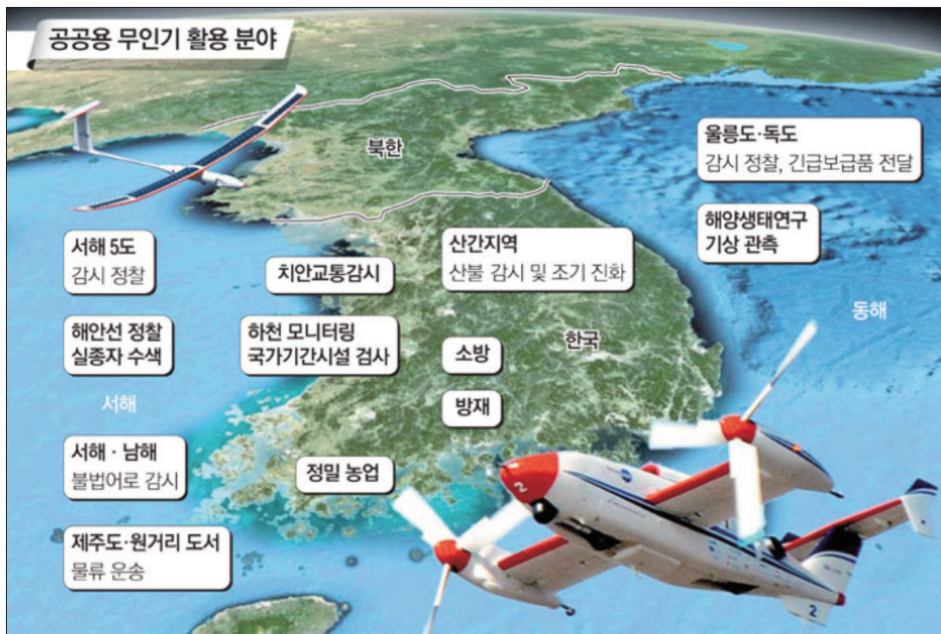 공공용 무인기 활용 분야
북한
울릉도·독도
감시 정찰, 긴급보급품 전달
서해 5도
감시 정찰
치안교통감시
산간지역
산불 감시 및 조기 진화
해양생태연구
기상 관측
동해
해안선 정찰
실종자 수색
하천 모니터링
국가기간시설 검사
소방
한국
서해
방재
서해·남해
불법어로 감시
정밀 농업
제주도·원거리 도서
물류 운송
2
2